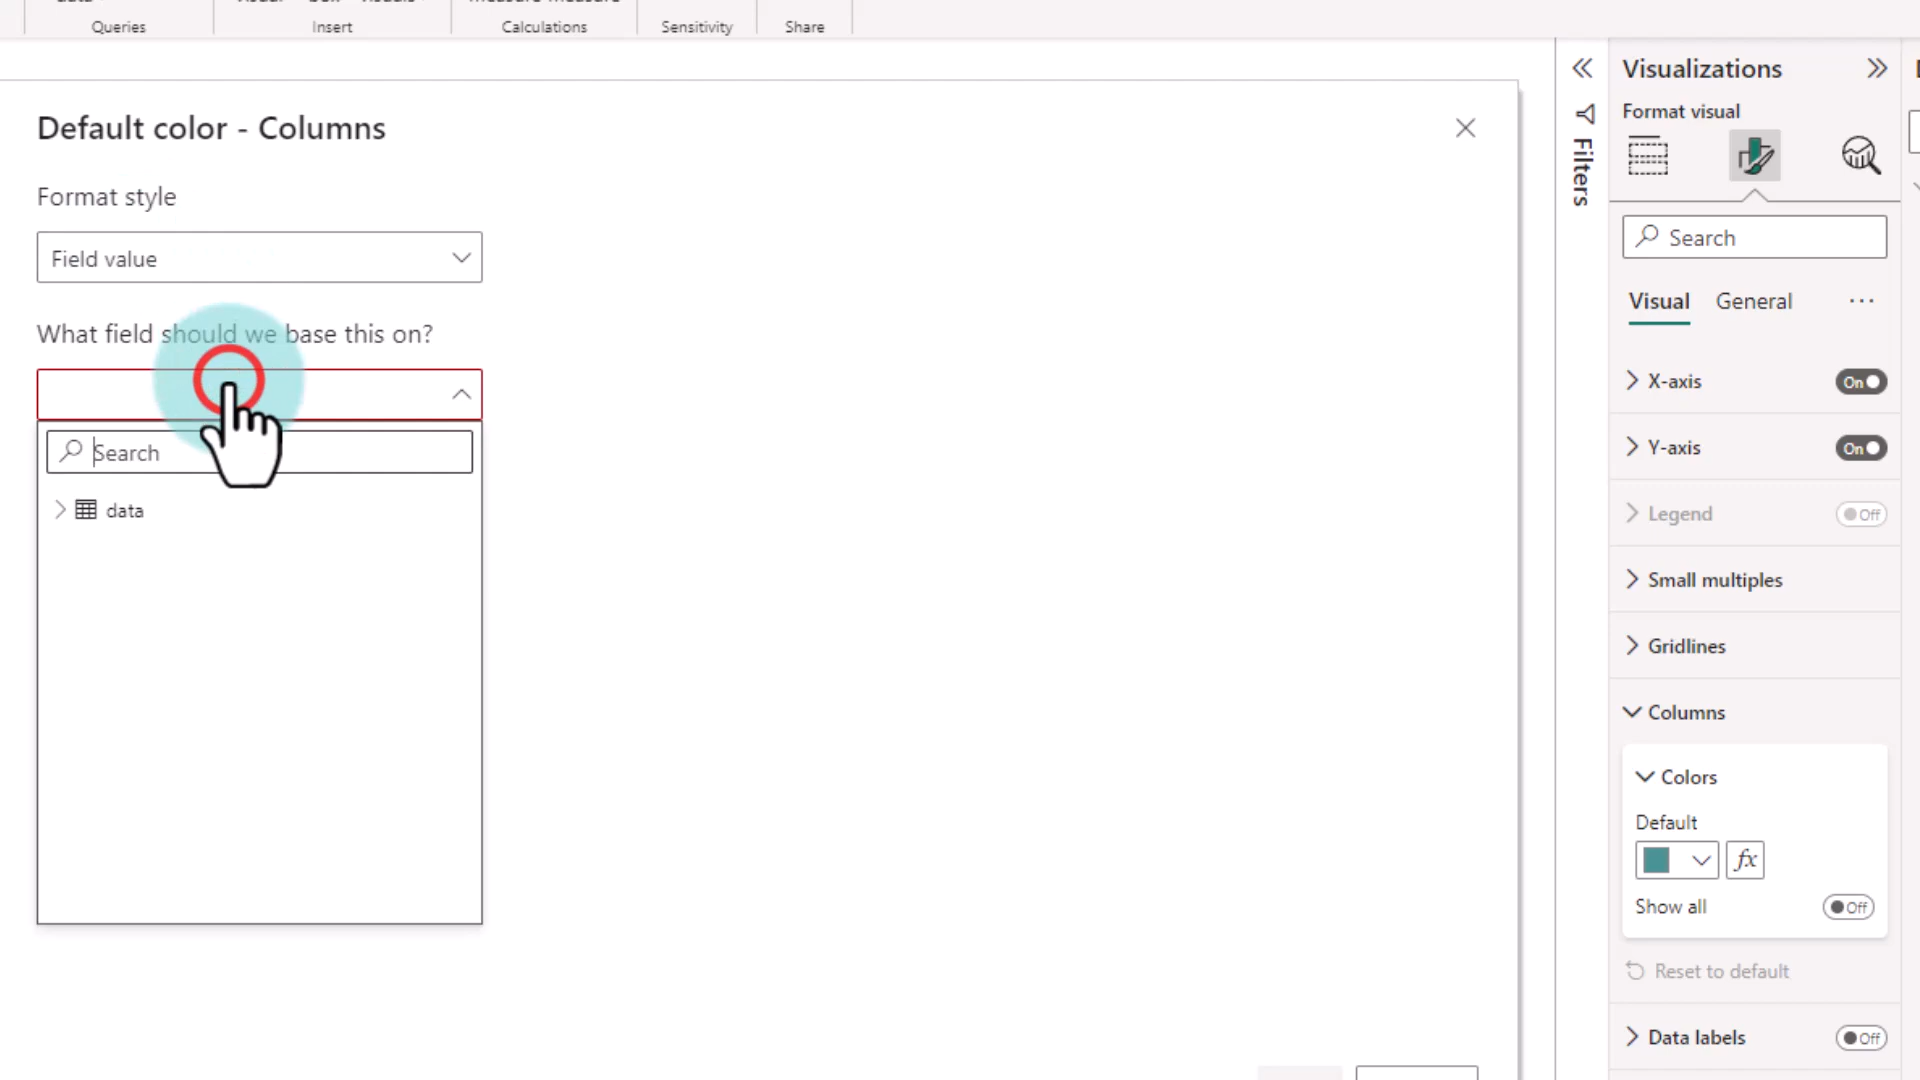 Queries
Insert
Calculations
Sensitivity
Share
Default color - Columns
Format style
Field value
What field should we base this on?
Search
data
Filters
Visualizations
Format visual
Search
Visual
General
X-axis
On
Y-axis
On
Legend
Off
Small multiples
Gridlines
Columns
Colors
Default
fx
Show all
Off
Reset to default
Data labels
Off